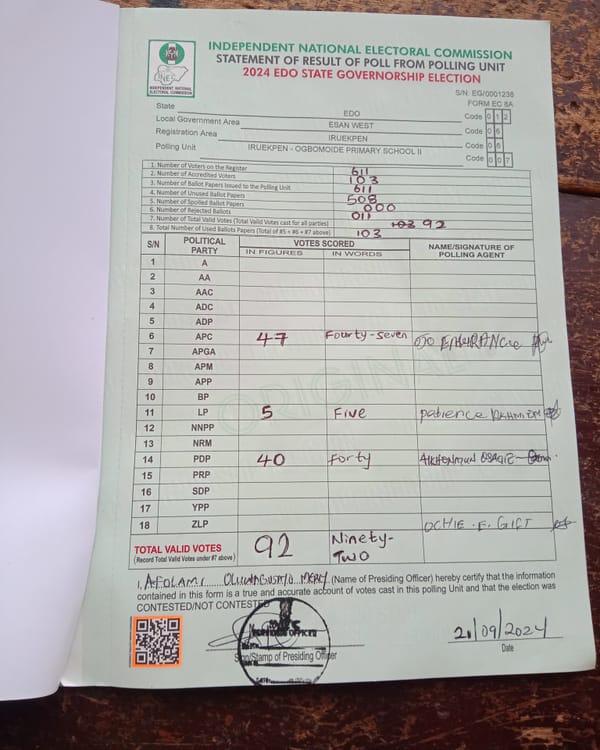 INDEPENDENT NATIONAL ELECTORAL COMMISSION
STATEMENT OF RESULT OF POLL FROM POLLING UNIT
2024 EDO STATE GOVERNORSHIP ELECTION
INEC
INDEPENDENT NATIONAL ELECTORAL COMMISSION
S/N: EG/0001238
FORM EC 8A
State EDO Code 0 1 2
Local Government Area ESAN WEST Code 0 6
Registration Area IRUEKPEN Code 0 6
Polling Unit IRUEKPEN - OGBOMOIDE PRIMARY SCHOOL II Code 0 0 7
1. Number of Voters on the Register 611
2. Number of Accredited Voters 103
3. Number of Ballot Papers Issued to the Polling Unit 611
4. Number of Unused Ballot Papers 508
5. Number of Spoiled Ballot Papers 000
6. Number of Rejected Ballots 011
7. Number of Total Valid Votes (Total Valid Votes cast for all parties) 103 92
8. Total Number of Used Ballots Papers (Total of #5 + #6 + #7 above) 103
S/N POLITICAL PARTY VOTES SCORED NAME/SIGNATURE OF POLLING AGENT
IN FIGURES IN WORDS
1 A
2 AA
3 AAC
4 ADC
5 ADP
6 APC 47 Fourty-seven
7 APGA
8 APM
9 APP
10 BP
11 LP 5 Five Patience
12 NNPP
13 NRM
14 PDP 40 Forty OSAGIE
15 PRP
16 SDP
17 YPP
18 ZLP OCHIE .F. GIFT
ORIGINAL
TOTAL VALID VOTES 92 Ninety-Two
(Record Total Valid Votes under #7 above)
I, AFOLAMI (Name of Presiding Officer) hereby certify that the information
contained in this form is a true and accurate account of votes cast in this polling Unit and that the election was
CONTESTED/NOT CONTESTED
PRESIDING OFFICER
Sign/Stamp of Presiding Officer
DATE
21/09/2024
Date